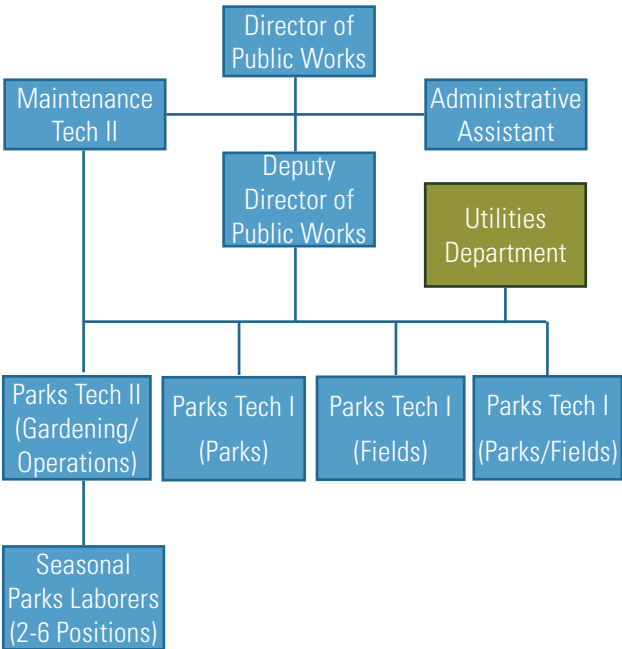 Director of
Public Works
Maintenance
Tech II
Administrative
Assistant
Deputy
Director of
Public Works
Utilities
Department
Parks Tech II
(Gardening/
Operations)
Parks Tech I
(Parks)
Parks Tech I
(Fields)
Parks Tech I
(Parks/Fields)
Seasonal
Parks Laborers
(2-6 Positions)